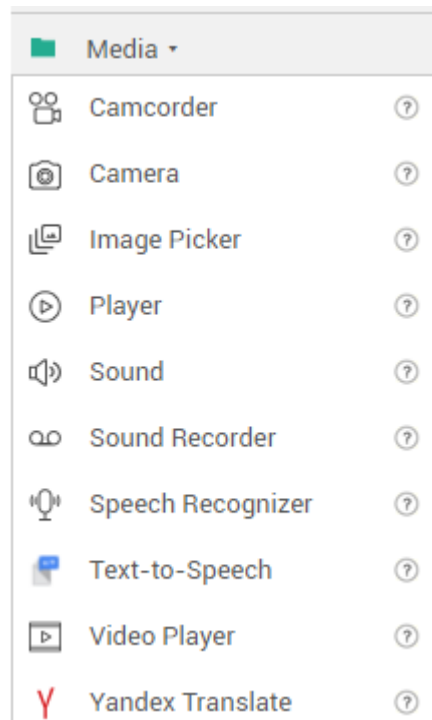 Media
Camcorder ?
Camera ?
Image Picker ?
Player ?
Sound ?
Sound Recorder ?
Speech Recognizer ?
Text-to-Speech ?
Video Player ?
Yandex Translate ?